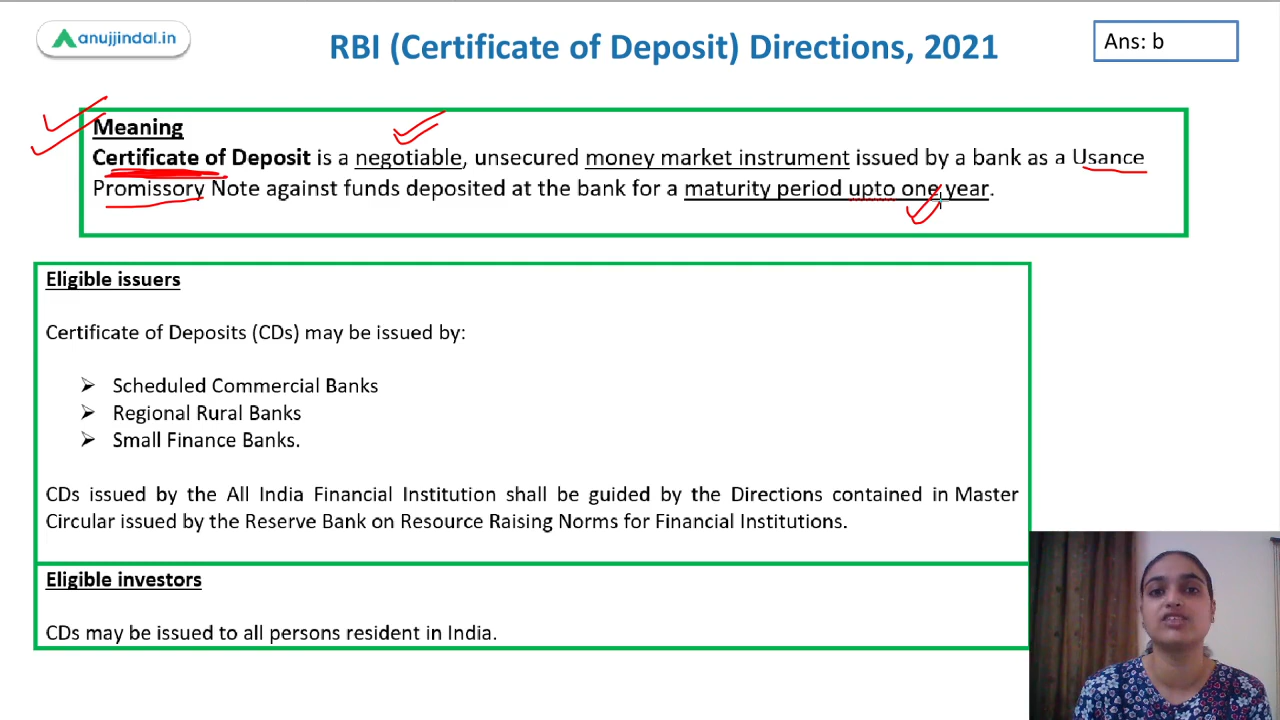 anujjindal.in
RBI (Certificate of Deposit) Directions, 2021
Ans: b
Meaning
Certificate of Deposit is a negotiable, unsecured money market instrument issued by a bank as a Usance
Promissory Note against funds deposited at the bank for a maturity period upto one year.
Eligible issuers
Certificate of Deposits (CDs) may be issued by:
➢ Scheduled Commercial Banks
➢ Regional Rural Banks
➢ Small Finance Banks.
CDs issued by the All India Financial Institution shall be guided by the Directions contained in Master
Circular issued by the Reserve Bank on Resource Raising Norms for Financial Institutions.
Eligible investors
CDs may be issued to all persons resident in India.